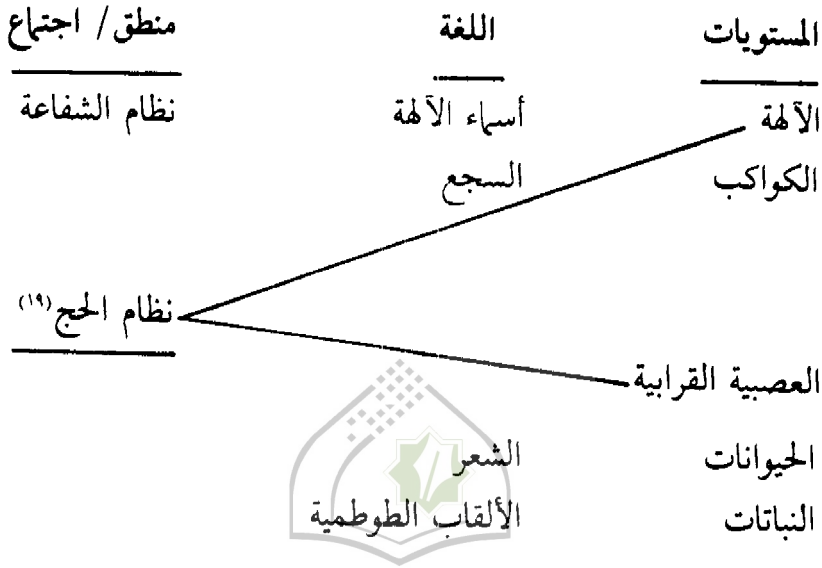 المستويات اللغة منطق / اجتماع
الآلهة أسماء الآلهة نظام الشفاعة
الكواكب السجع
نظام الحج (١٩)
العصبية القرابية
الحيوانات الشعر
النباتات الألقاب الطوطمية